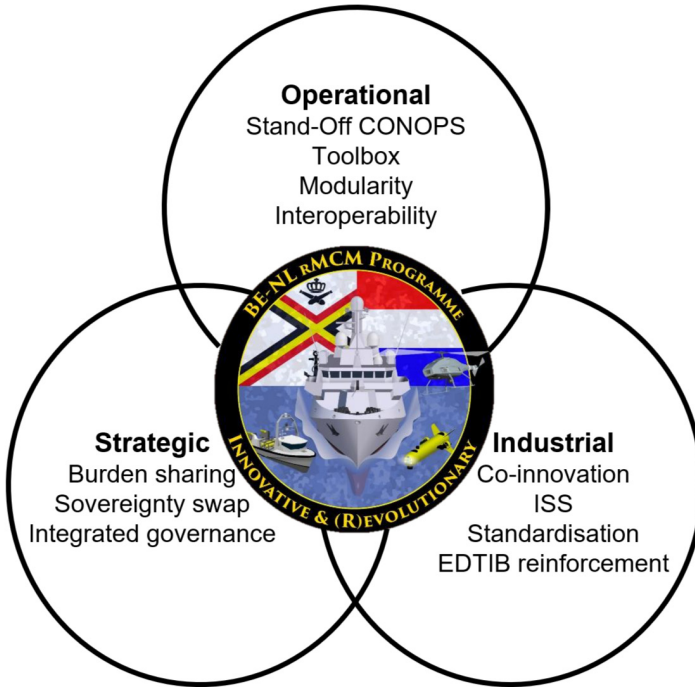 Operational
Stand-Off CONOPS
Toolbox
Modularity
Interoperability
BE-NL RMCM PROGRAMME
INNOVATIVE & (R)EVOLUTIONARY
Strategic
Burden sharing
Sovereignty swap
Integrated governance
Industrial
Co-innovation
ISS
Standardisation
EDTIB reinforcement